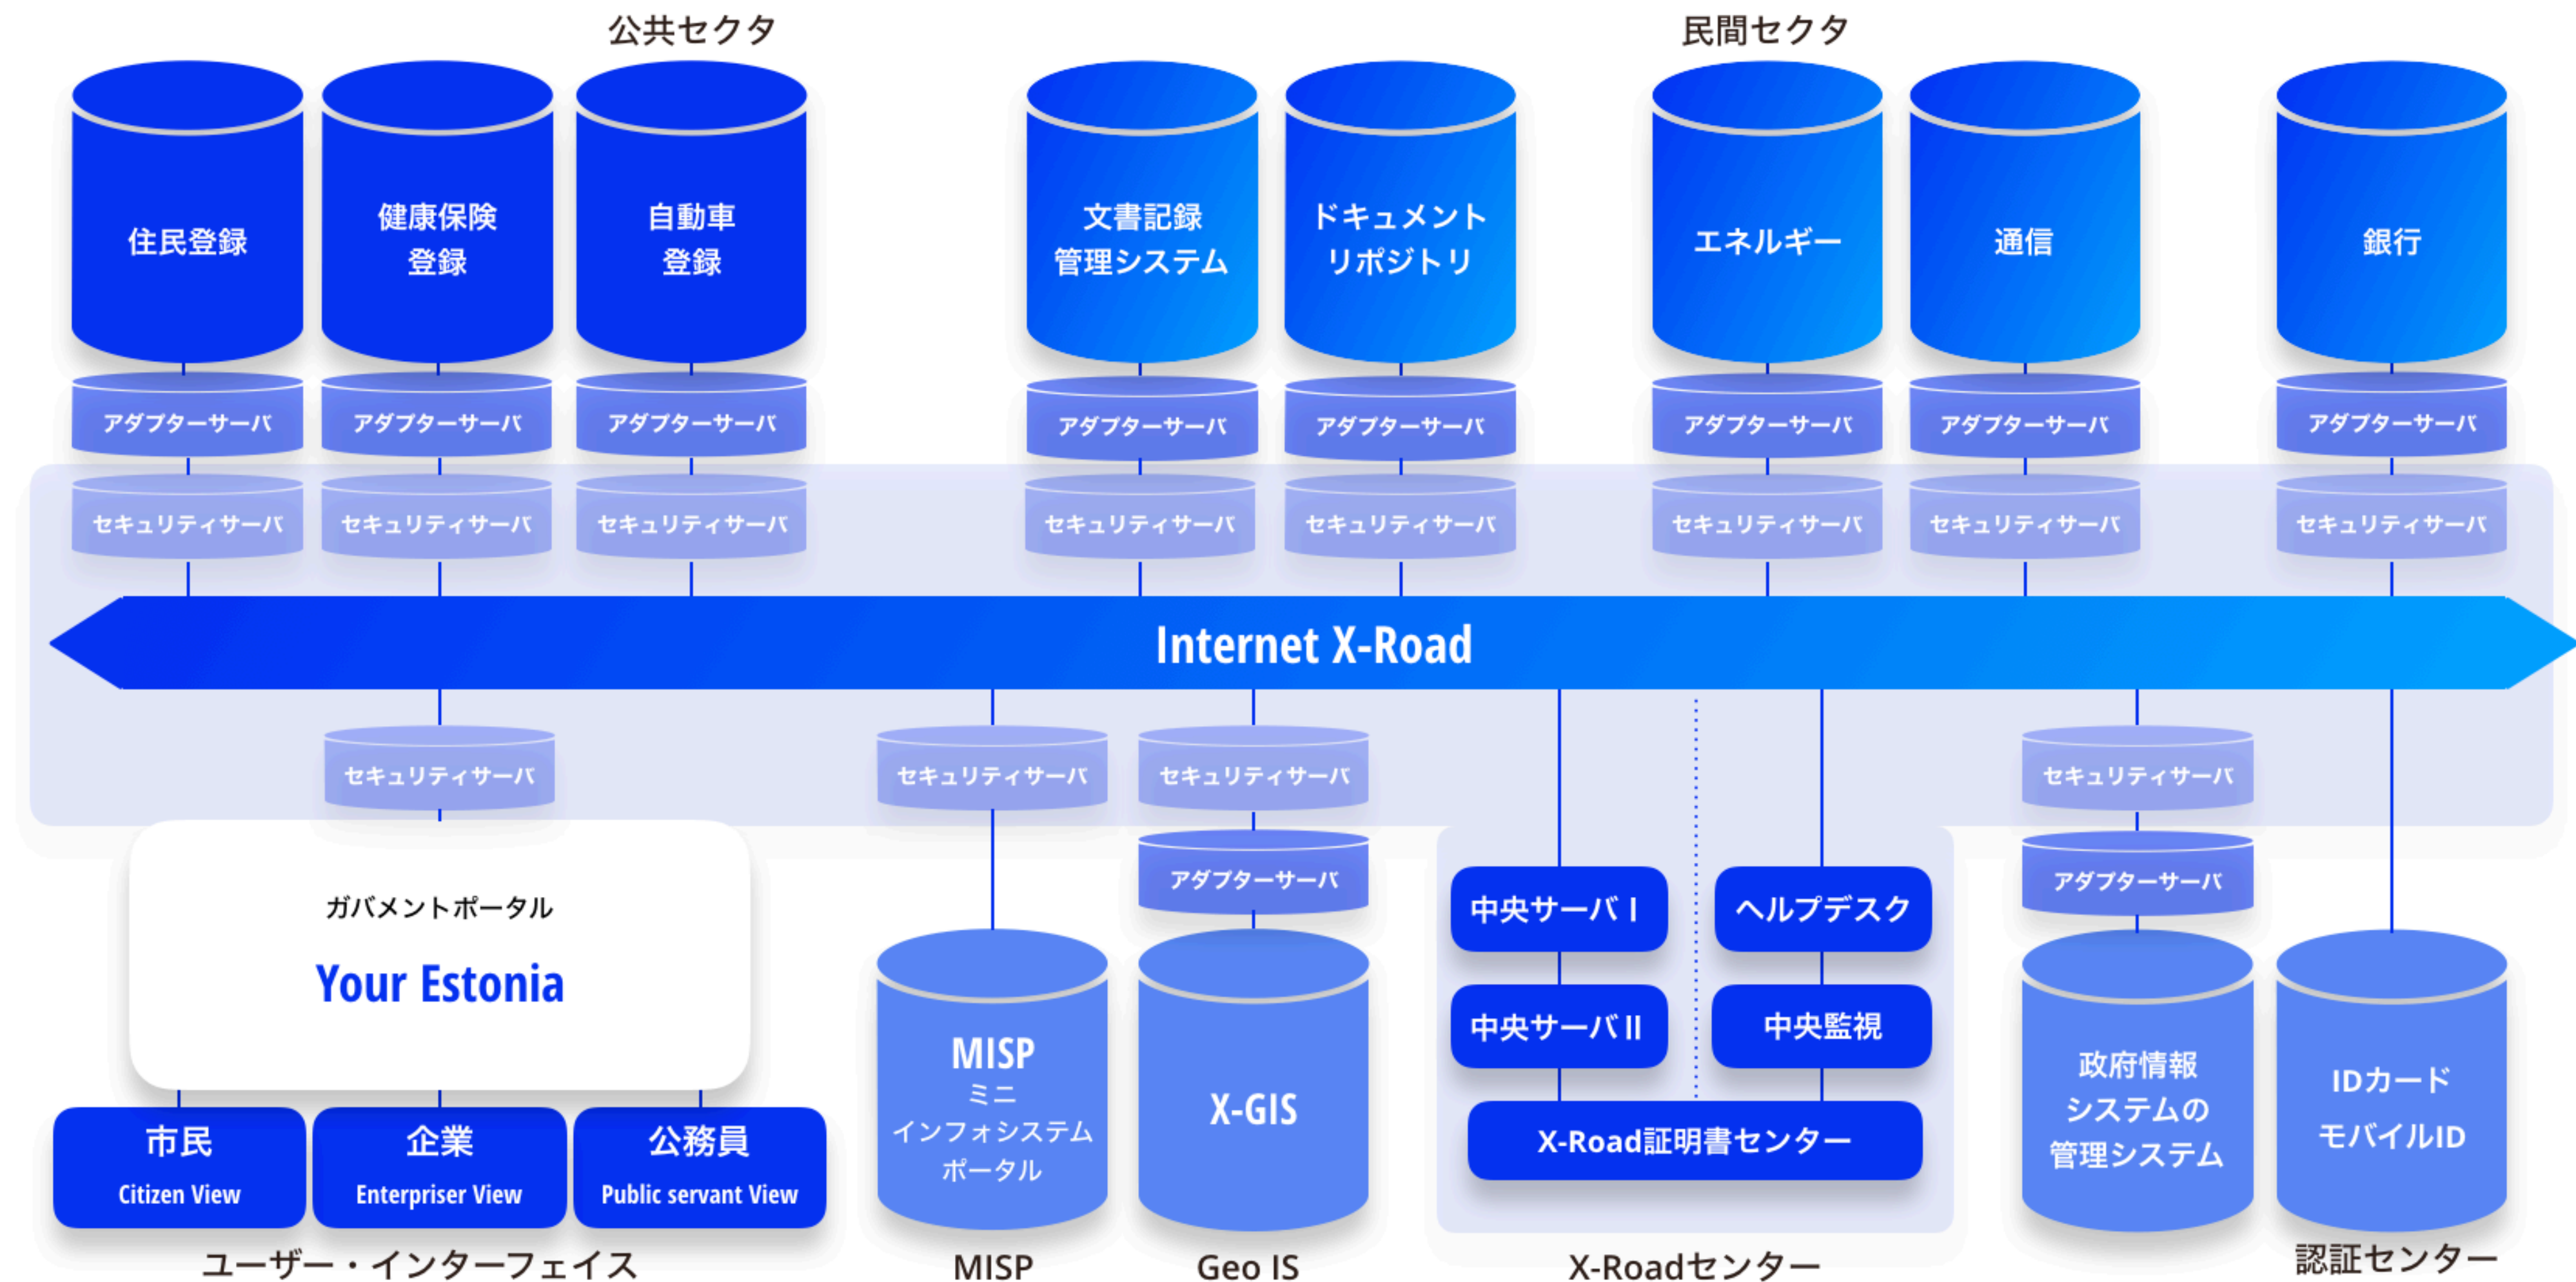 公共セクタ
民間セクタ
住民登録
健康保険
登録
自動車
登録
文書記録
管理システム
ドキュメント
リポジトリ
エネルギー
通信
銀行
アダプターサーバ
アダプターサーバ
アダプターサーバ
アダプターサーバ
アダプターサーバ
アダプターサーバ
アダプターサーバ
アダプターサーバ
セキュリティサーバ
セキュリティサーバ
セキュリティサーバ
セキュリティサーバ
セキュリティサーバ
セキュリティサーバ
セキュリティサーバ
セキュリティサーバ
Internet X-Road
セキュリティサーバ
セキュリティサーバ
セキュリティサーバ
セキュリティサーバ
ガバメントポータル
Your Estonia
市民
Citizen View
企業
Enterpriser View
公務員
Public servant View
ユーザー・インターフェイス
MISP
ミニ
インフォシステム
ポータル
MISP
アダプターサーバ
X-GIS
Geo IS
中央サーバ I
ヘルプデスク
中央サーバ II
中央監視
X-Road証明書センター
X-Roadセンター
アダプターサーバ
政府情報
システムの
管理システム
IDカード
モバイルID
認証センター